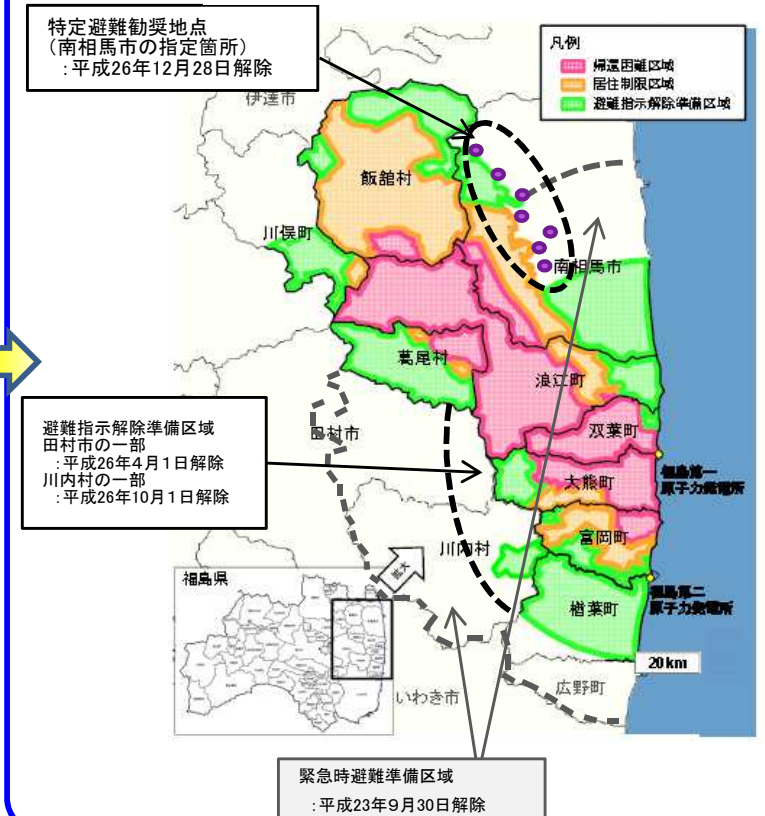 特定避難勧奨地点
(南相馬市の指定箇所)
:平成26年12月28日解除
凡例
帰還困難区域
居住制限区域
避難指示解除準備区域
伊達市
飯舘村
川俣町
南相馬市
葛尾村
浪江町
避難指示解除準備区域
田村市の一部
:平成26年4月1日解除
川内村の一部
:平成26年10月1日解除
田村市
双葉町
福島第一
原子力発電所
大熊町
富岡町
川内村
拡大
福島県
福島第二
原子力発電所
楢葉町
20km
いわき市
広野町
緊急時避難準備区域
:平成23年9月30日解除